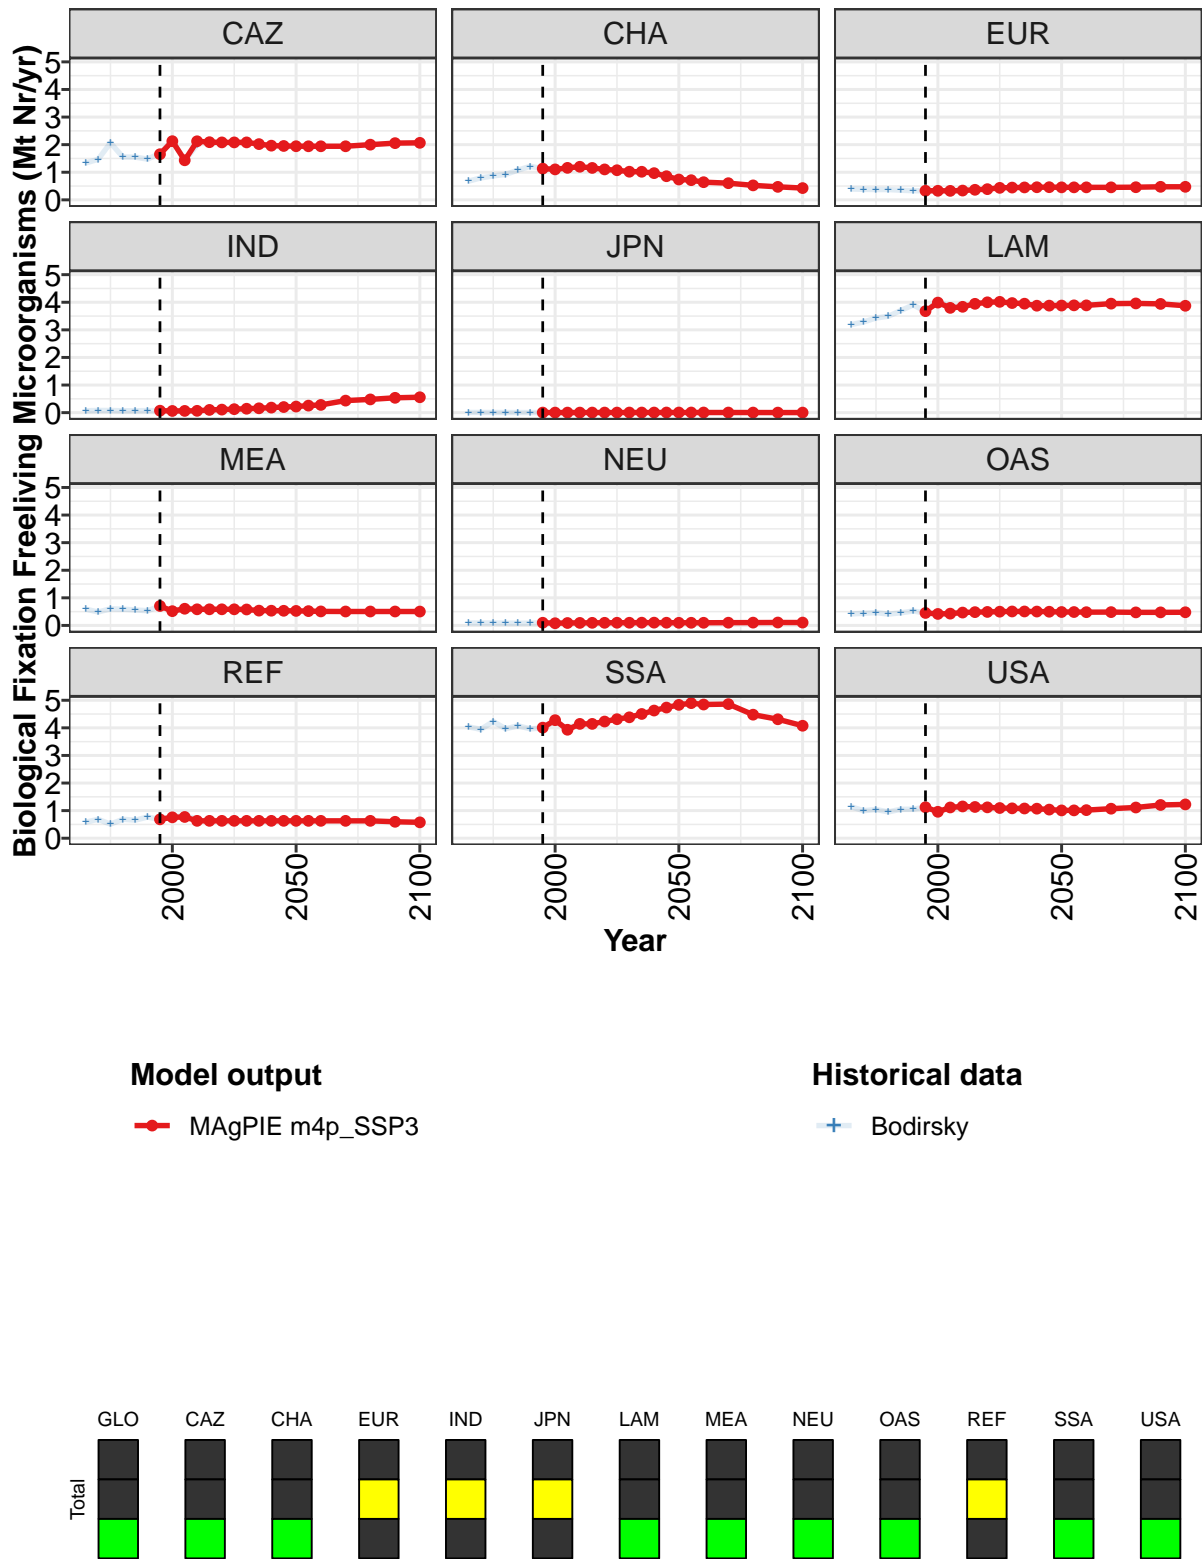 CAZ CHA EUR
5
4
3
2
1
0
IND JPN LAM
5
4
3
2
1
0
MEA NEU OAS
5
4
3
2
1
0
REF SSA USA
5
4
3
2
1
0
Biological Fixation Freeliving Microorganisms (Mt Nr/yr)
2000 2050 2100 2000 2050 2100 2000 2050 2100
Year
Model output
MAgPIE m4p_SSP3
Historical data
Bodirsky
GLO CAZ CHA EUR IND JPN LAM MEA NEU OAS REF SSA USA
Total